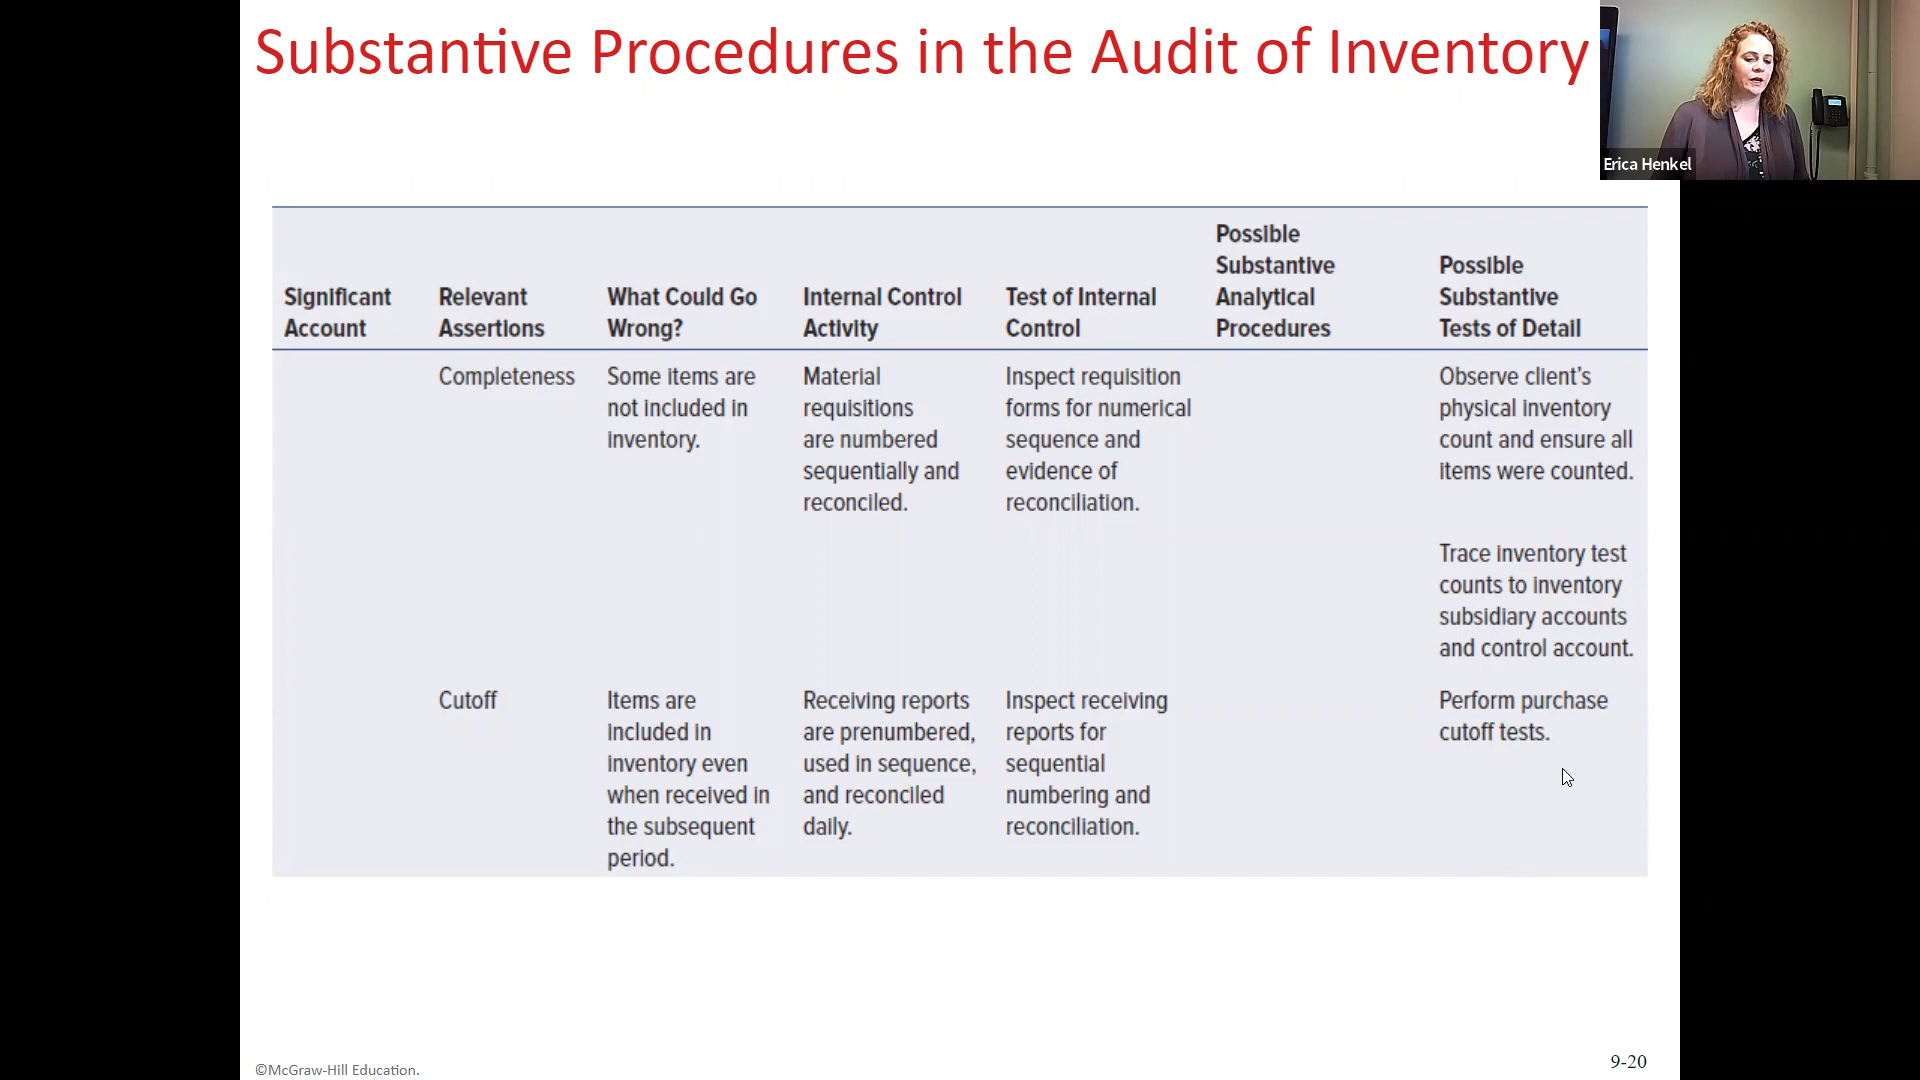 Substantive Procedures in the Audit of Inventory
Erica Henkel
Significant
Account
Relevant
Assertions
What Could Go
Wrong?
Internal Control
Activity
Test of Internal
Control
Possible
Substantive
Analytical
Procedures
Possible
Substantive
Tests of Detail
Completeness
Some items are
not included in
inventory.
Material
requisitions
are numbered
sequentially and
reconciled.
Inspect requisition
forms for numerical
sequence and
evidence of
reconciliation.
Observe client’s
physical inventory
count and ensure all
items were counted.
Trace inventory test
counts to inventory
subsidiary accounts
and control account.
Cutoff
Items are
included in
inventory even
when received in
the subsequent
period.
Receiving reports
are prenumbered,
used in sequence,
and reconciled
daily.
Inspect receiving
reports for
sequential
numbering and
reconciliation.
Perform purchase
cutoff tests.
©McGraw-Hill Education.
9-20